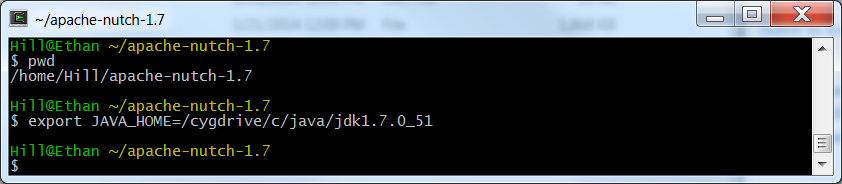 ~/apache-nutch-1.7
Hill@Ethan ~/apache-nutch-1.7
$ pwd
/home/Hill/apache-nutch-1.7
Hill@Ethan ~/apache-nutch-1.7
$ export JAVA_HOME=/cygdrive/c/java/jdk1.7.0_51
Hill@Ethan ~/apache-nutch-1.7
$